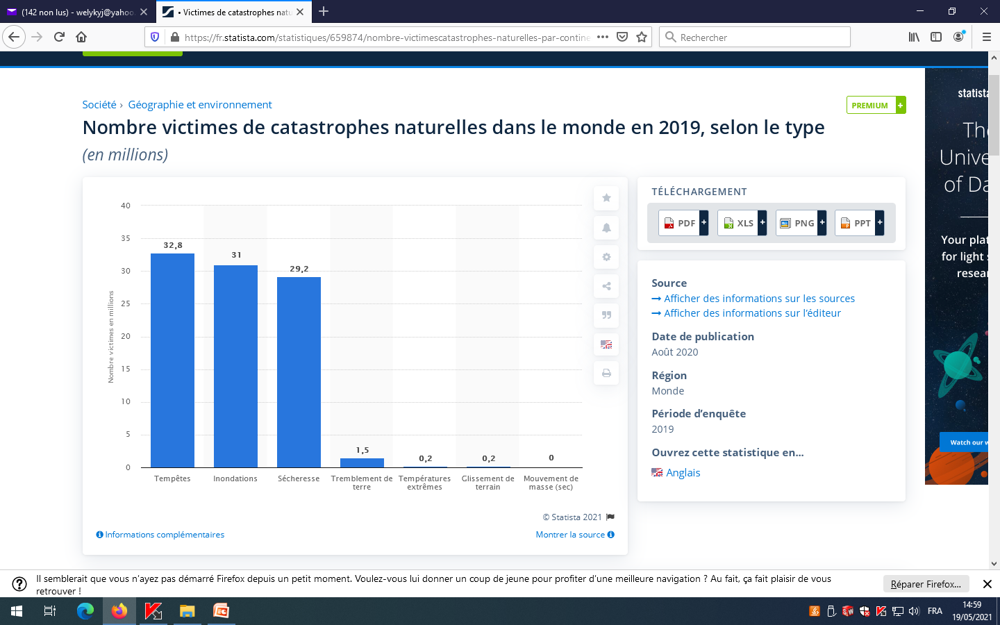 (142 non lus) - welykyj@yahoo.
• Victimes de catastrophes natu
https://fr.statista.com/statistiques/659874/nombre-victimescatastrophes-naturelles-par-contine
Rechercher
Société › Géographie et environnement
PREMIUM +
Nombre victimes de catastrophes naturelles dans le monde en 2019, selon le type
(en millions)
40
35
30
25
20
15
10
5
0
Nombre victimes en millions
32,8
31
29,2
1,5
0,2
0,2
0
Tempêtes
Inondations
Sécheresse
Tremblement de
terre
Températures
extrêmes
Glissement de
terrain
Mouvement de
masse (sec)
© Statista 2021
Informations complémentaires
Montrer la source
TÉLÉCHARGEMENT
PDF + XLS + PNG + PPT +
Source
Afficher des informations sur les sources
Afficher des informations sur l’éditeur
Date de publication
Août 2020
Région
Monde
Période d’enquête
2019
Ouvrez cette statistique en...
Anglais
statista
The
Unive
of Da
Your plat
for light s
resear
Watch our w
Il semblerait que vous n’ayez pas démarré Firefox depuis un petit moment. Voulez-vous lui donner un coup de jeune pour profiter d’une meilleure navigation ? Au fait, ça fait plaisir de vous
retrouver !
Réparer Firefox...
FRA
14:59
19/05/2021